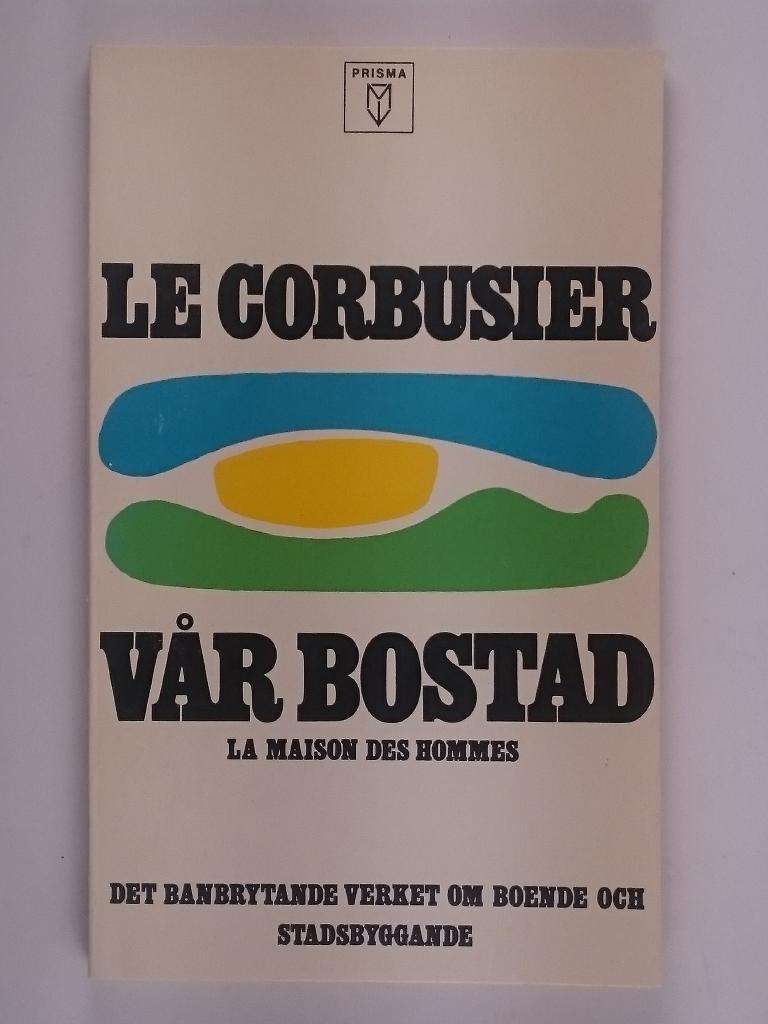 PRISMA
LE CORBUSIER
VÅR BOSTAD
LA MAISON DES HOMMES
DET BANBRYTANDE VERKET OM BOENDE OCH
STADSBYGGANDE